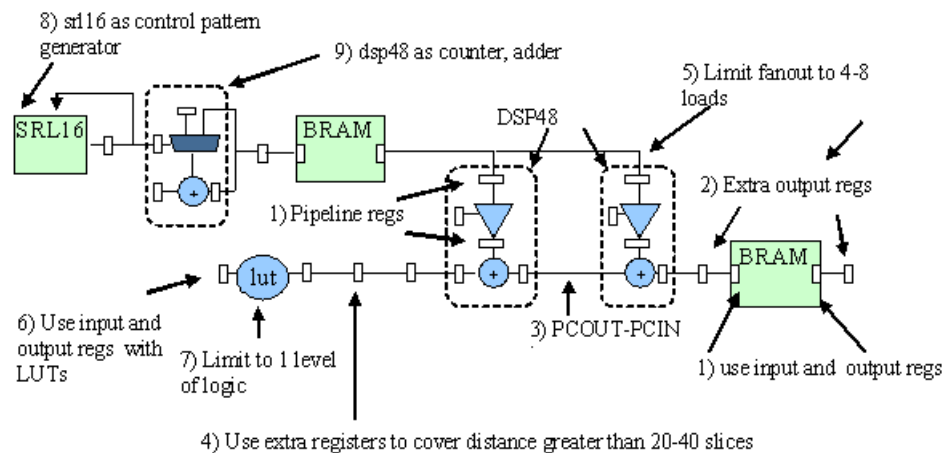 8) srl16 as control pattern
generator
9) dsp48 as counter, adder
5) Limit fanout to 4-8
loads
SRL16
BRAM
DSP48
+
1) Pipeline regs
2) Extra output regs
lut
+
+
BRAM
6) Use input and
output regs with
LUTs
7) Limit to 1 level
of logic
3) PCOUT-PCIN
1) use input and output regs
4) Use extra registers to cover distance greater than 20-40 slices